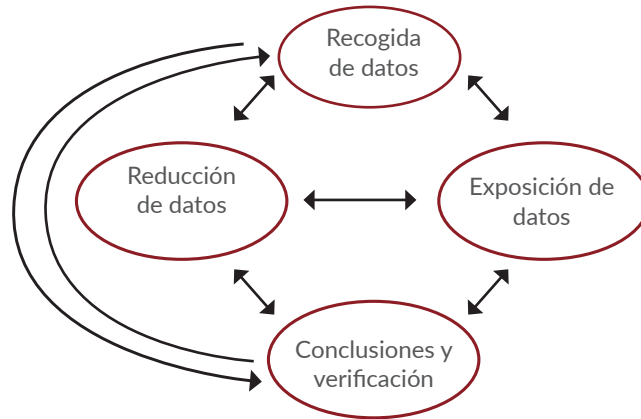 Recogida
de datos
Reducción
de datos
Exposición de
datos
Conclusiones y
verificación